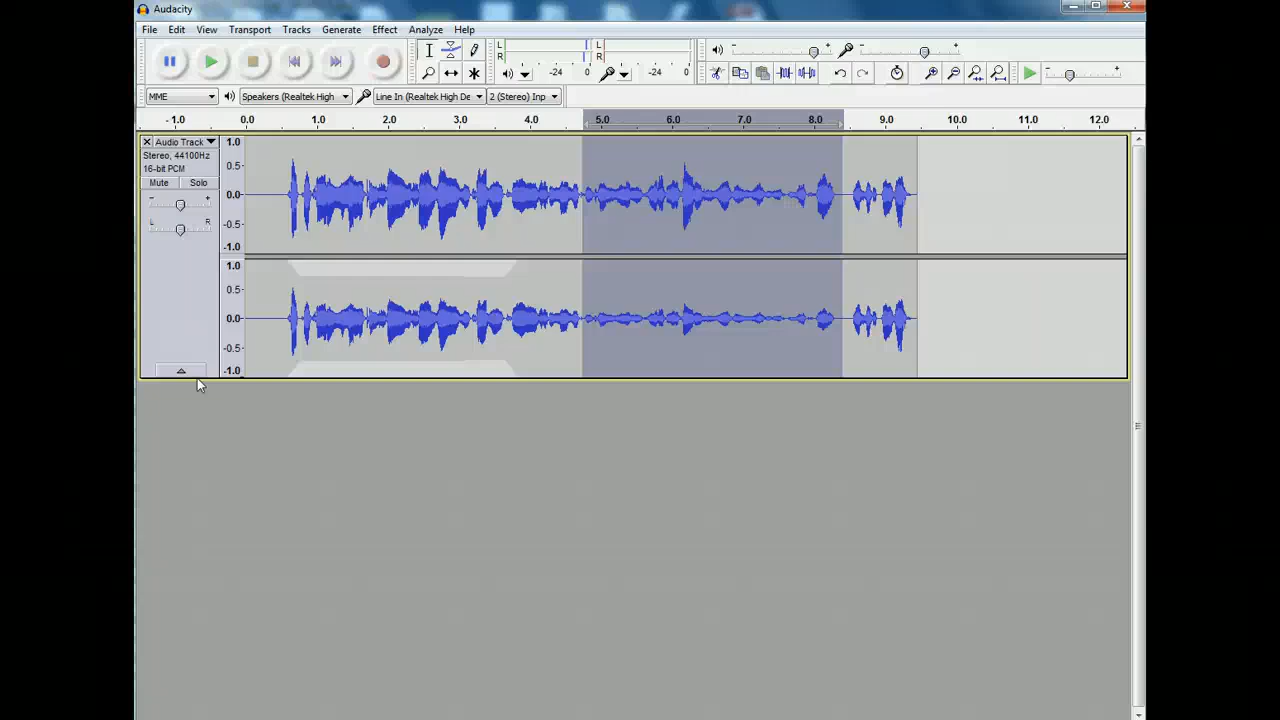 Audacity
File Edit View Transport Tracks Generate Effect Analyze Help
L
R
-24 0
L
R
-24 0
- +
- +
- +
MME Speakers (Realtek High Line In (Realtek High De 2 (Stereo) Inp
-1.0 0.0 1.0 2.0 3.0 4.0 5.0 6.0 7.0 8.0 9.0 10.0 11.0 12.0
Audio Track
Stereo, 44100Hz
16-bit PCM
Mute Solo
- +
L R
1.0
0.5
0.0
-0.5
-1.0
1.0
0.5
0.0
-0.5
-1.0